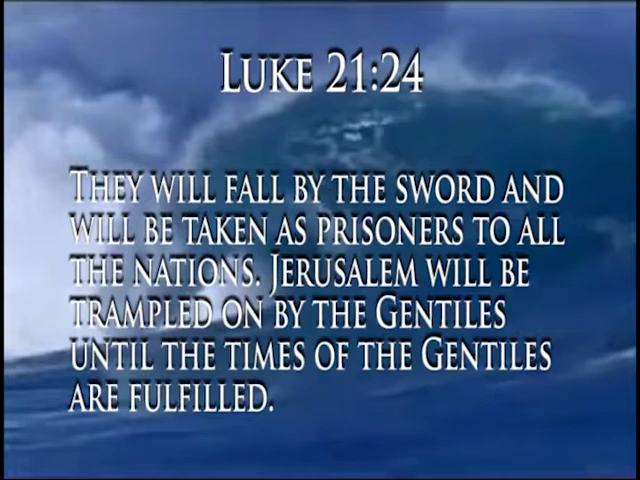 Luke 21:24
They will fall by the sword and
will be taken as prisoners to all
the nations. Jerusalem will be
trampled on by the Gentiles
until the times of the Gentiles
are fulfilled.